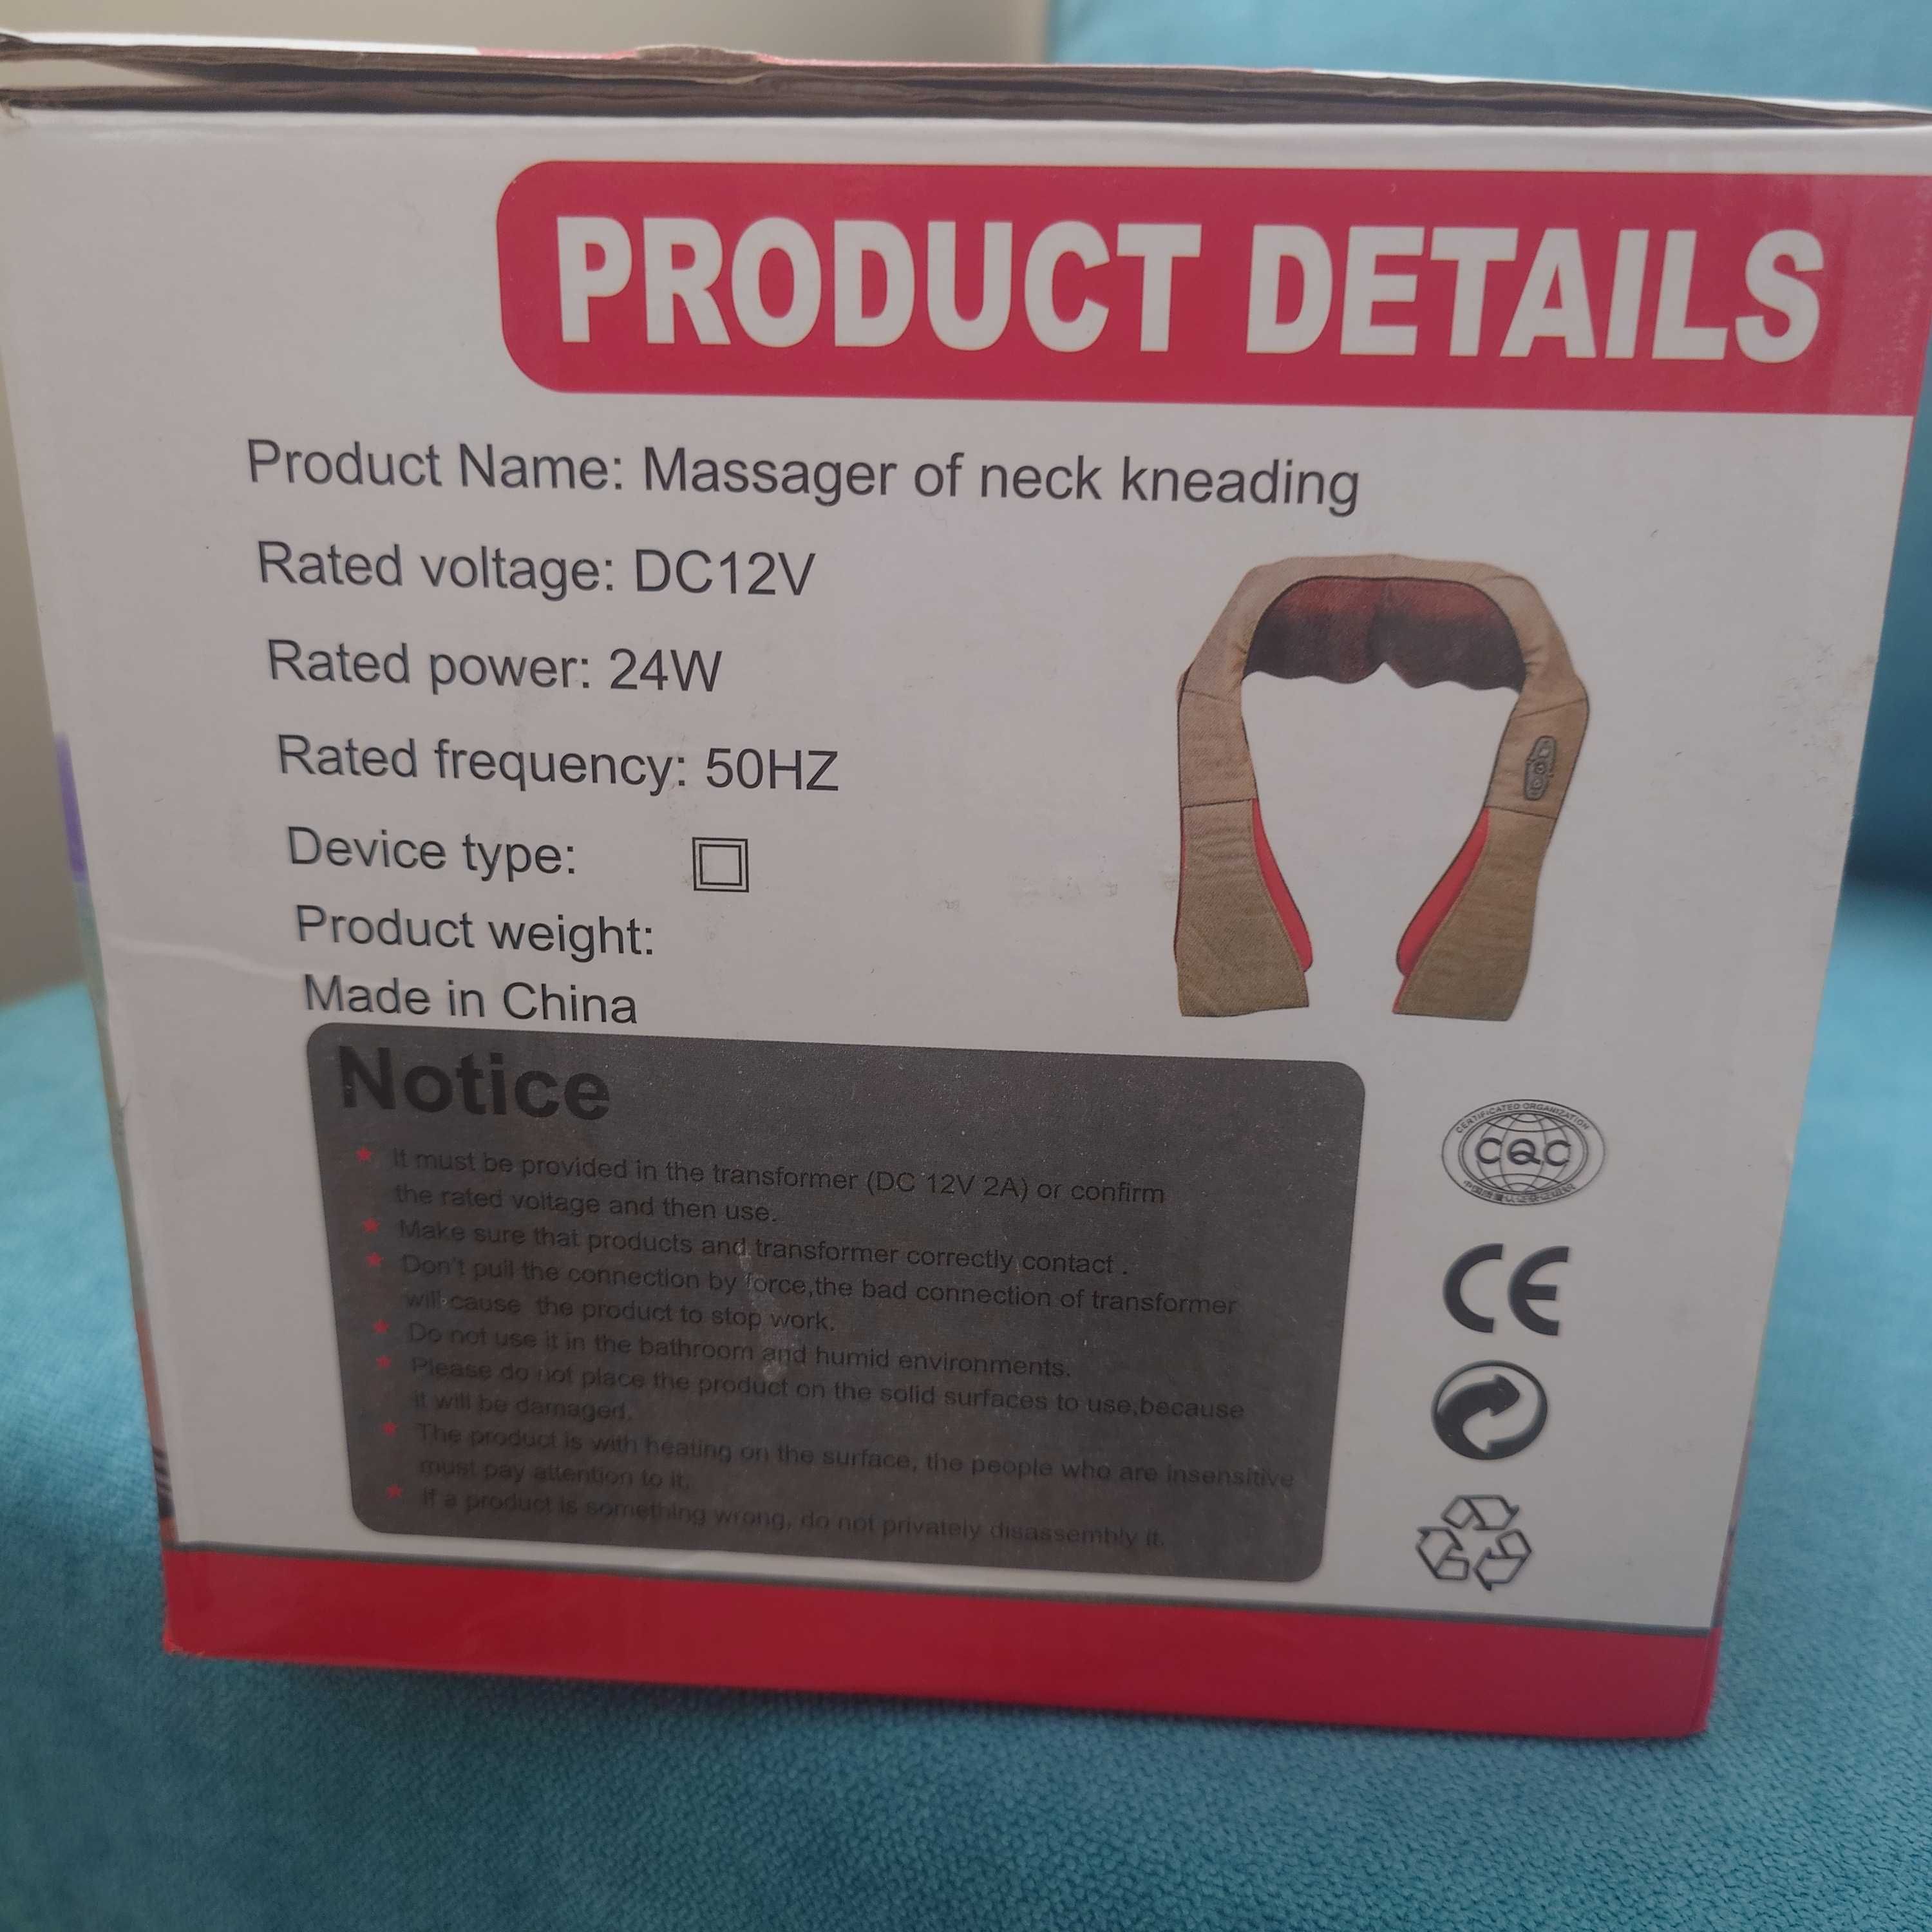 PRODUCT DETAILS
Product Name: Massager of neck kneading
Rated voltage: DC12V
Rated power: 24W
Rated frequency: 50HZ
Device type:
Product weight:
Made in China
Notice
★ It must be provided in the transformer (DC 12V 2A) or confirm
the rated voltage and then use.
★ Make sure that products and transformer correctly contact .
★ Don't pull the connection by force,the bad connection of transformer
will cause the product to stop work.
★ Do not use it in the bathroom and humid environments.
★ Please do not place the product on the solid surfaces to use,because
it will be damaged.
★ The product is with heating on the surface, the people who are insensitive
must pay attention to it.
★ If a product is something wrong, do not privately disassembly it.
CERTIFICATED ORGANIZATION
CQC
CE